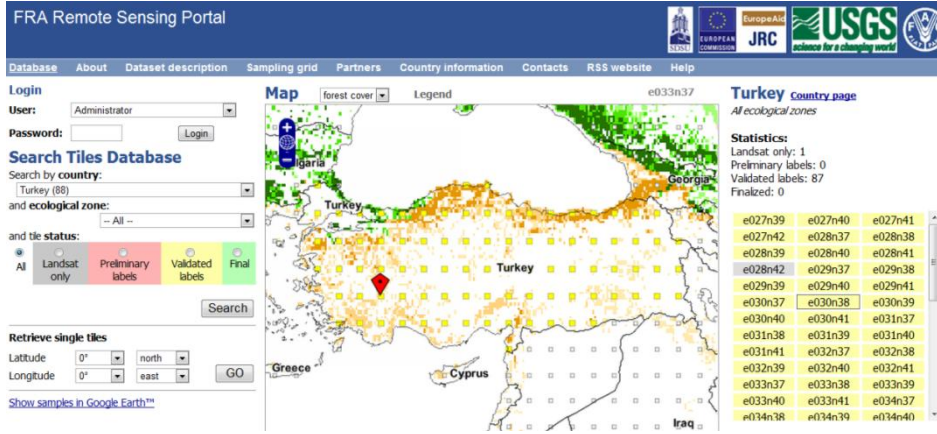 FRA Remote Sensing Portal
SDSU
EUROPEAN COMMISSION
EuropeAid
JRC
USGS
science for a changing world
Database About Dataset description Sampling grid Partners Country information Contacts RSS website Help
Login
User: Administrator
Password: Login
Search Tiles Database
Search by country:
Turkey (88)
and ecological zone:
-- All --
and tile status:
All Landsat only Preliminary labels Validated labels Final
Search
Retrieve single tiles
Latitude 0° north
Longitude 0° east GO
Show samples in Google Earth™
Map forest cover Legend e033n37
lgaria
Georgia
Turkey
Turkey
Greece
Cyprus
Iraq
Turkey Country page
All ecological zones
Statistics:
Landsat only: 1
Preliminary labels: 0
Validated labels: 87
Finalized: 0
e027n39 e027n40 e027n41
e027n42 e028n37 e028n38
e028n39 e028n40 e028n41
e028n42 e029n37 e029n38
e029n39 e029n40 e029n41
e030n37 e030n38 e030n39
e030n40 e030n41 e031n37
e031n38 e031n39 e031n40
e031n41 e032n37 e032n38
e032n39 e032n40 e032n41
e033n37 e033n38 e033n39
e033n40 e033n41 e034n37
e034n38 e034n39 e034n40